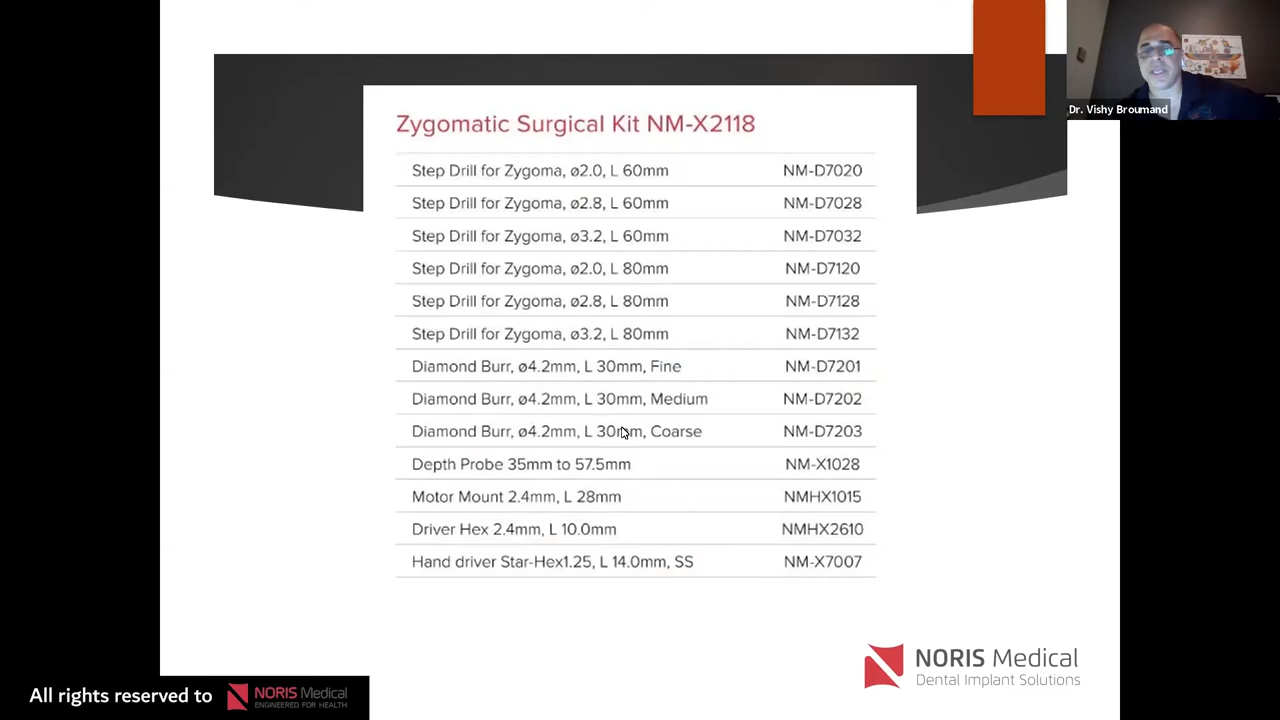 Dr. Vishy Broumand
Zygomatic Surgical Kit NM-X2118
Step Drill for Zygoma, ø2.0, L 60mm NM-D7020
Step Drill for Zygoma, ø2.8, L 60mm NM-D7028
Step Drill for Zygoma, ø3.2, L 60mm NM-D7032
Step Drill for Zygoma, ø2.0, L 80mm NM-D7120
Step Drill for Zygoma, ø2.8, L 80mm NM-D7128
Step Drill for Zygoma, ø3.2, L 80mm NM-D7132
Diamond Burr, ø4.2mm, L 30mm, Fine NM-D7201
Diamond Burr, ø4.2mm, L 30mm, Medium NM-D7202
Diamond Burr, ø4.2mm, L 30mm, Coarse NM-D7203
Depth Probe 35mm to 57.5mm NM-X1028
Motor Mount 2.4mm, L 28mm NMHX1015
Driver Hex 2.4mm, L 10.0mm NMHX2610
Hand driver Star-Hex1.25, L 14.0mm, SS NM-X7007
NORIS Medical
Dental Implant Solutions
All rights reserved to NORIS Medical
ENGINEERED FOR HEALTH